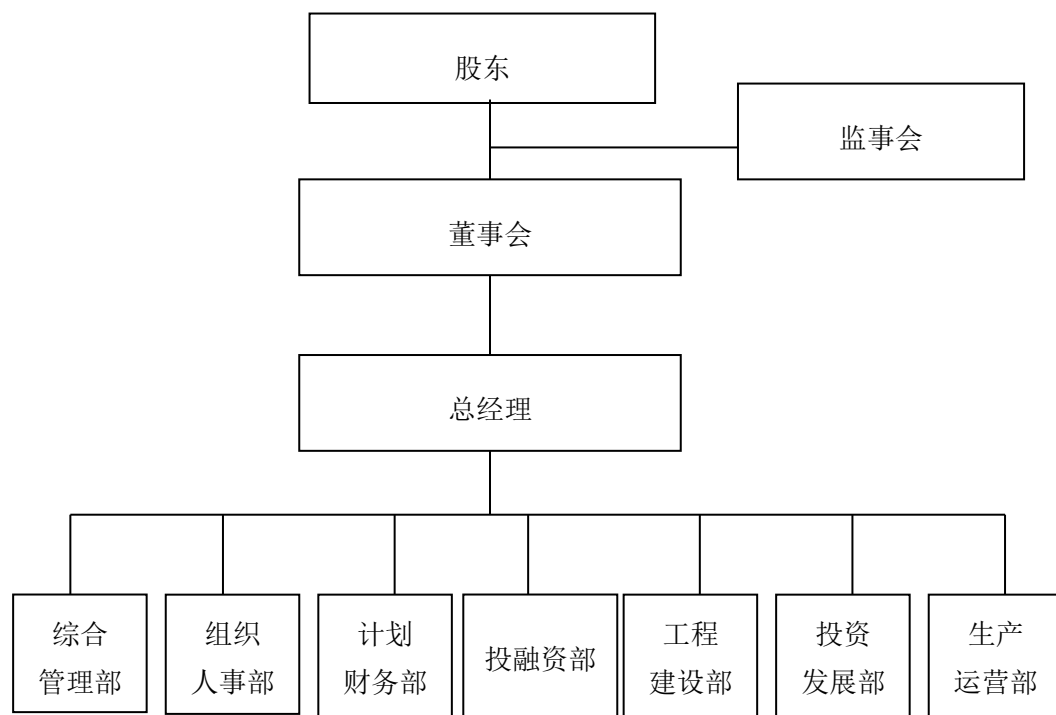 股东
监事会
董事会
总经理
综合
管理部
组织
人事部
计划
财务部
投融资部
工程
建设部
投资
发展部
生产
运营部